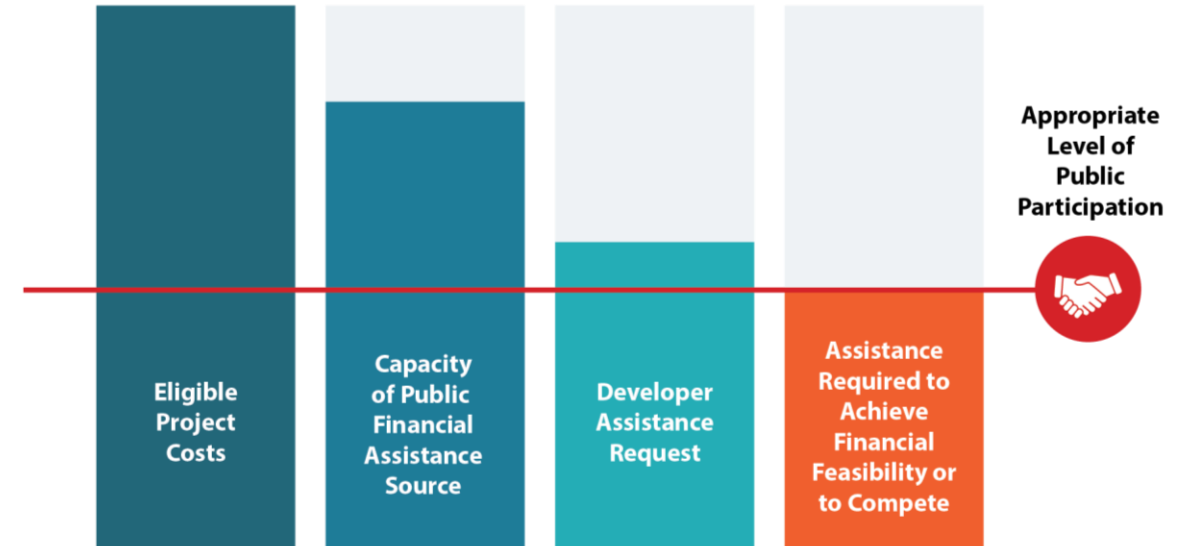 Eligible
Project
Costs
Capacity
of Public
Financial
Assistance
Source
Developer
Assistance
Request
Assistance
Required to
Achieve
Financial
Feasibility or
to Compete
Appropriate
Level of
Public
Participation